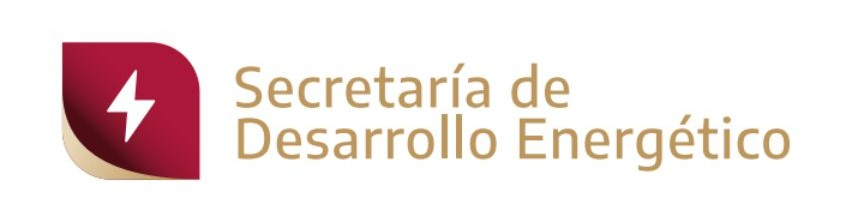 Secretaría de
Desarrollo Energético